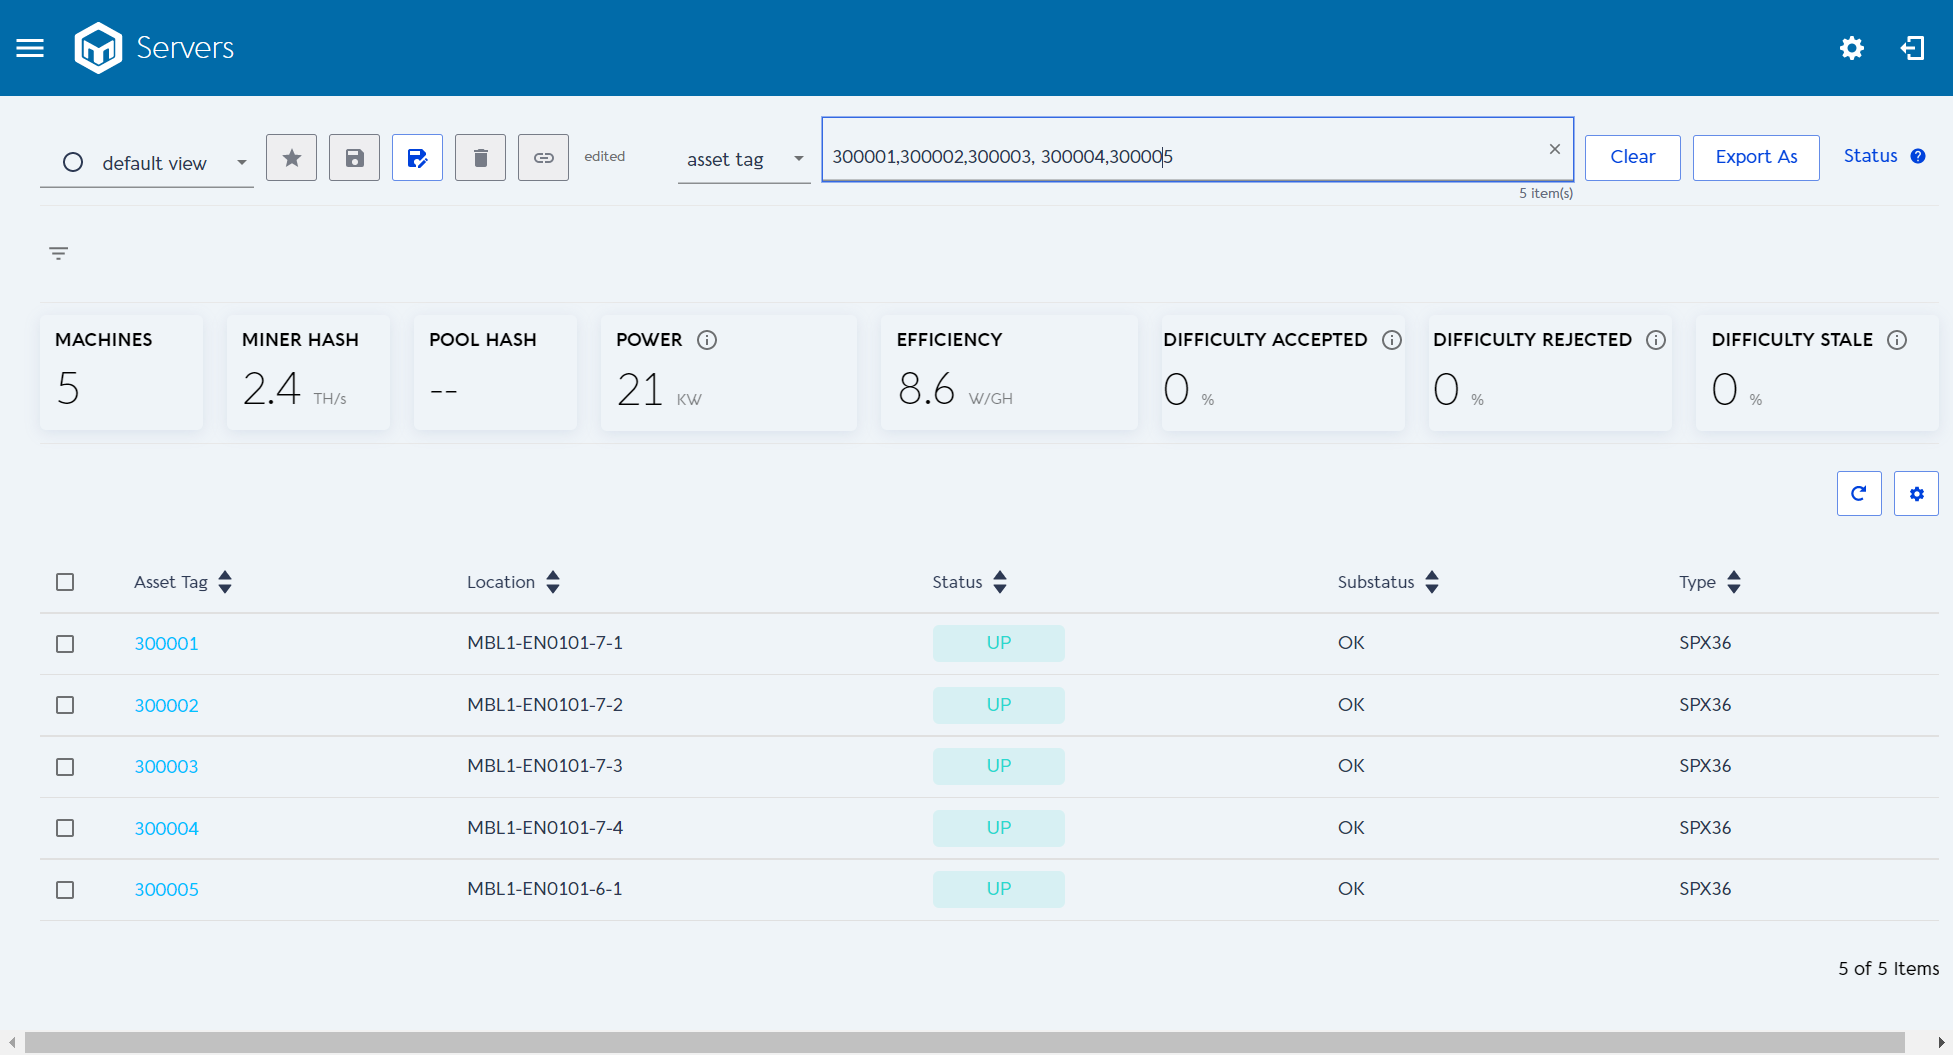 Servers
default view
edited
asset tag
300001,300002,300003, 300004,300005
Clear
Export As
Status
5 item(s)
MACHINES
5
MINER HASH
2.4 TH/s
POOL HASH
--
POWER
21 KW
EFFICIENCY
8.6 W/GH
DIFFICULTY ACCEPTED
0 %
DIFFICULTY REJECTED
0 %
DIFFICULTY STALE
0 %
Asset Tag Location Status Substatus Type
300001 MBL1-EN0101-7-1 UP OK SPX36
300002 MBL1-EN0101-7-2 UP OK SPX36
300003 MBL1-EN0101-7-3 UP OK SPX36
300004 MBL1-EN0101-7-4 UP OK SPX36
300005 MBL1-EN0101-6-1 UP OK SPX36
5 of 5 Items